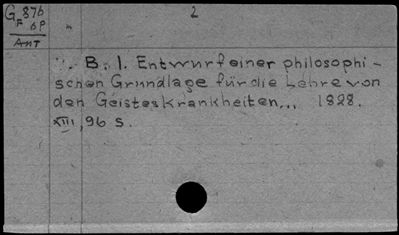 G 876
F 6P
Ant
2
". B. 1. Entwurf einer philosophi-
schen Grundlage für die Lehre von
den Geisteskrankheiten... 1828.
XIII, 96 S.